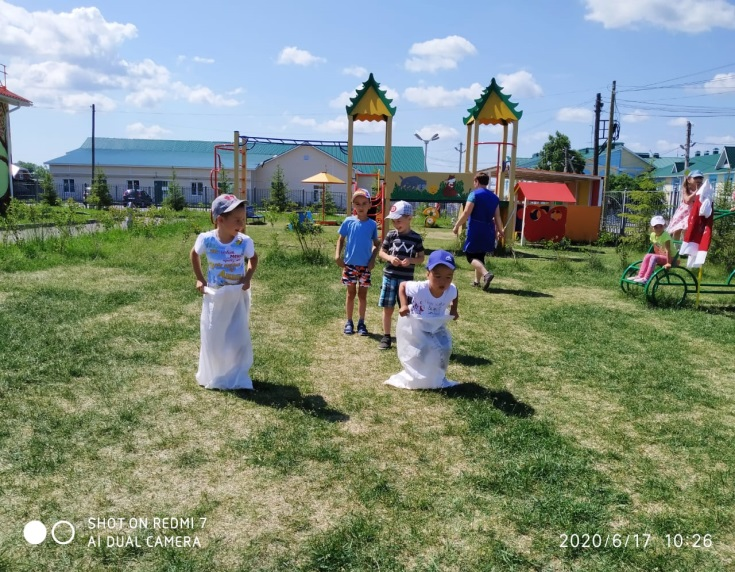 SHOT ON REDMI 7
AI DUAL CAMERA
2020/6/17 10:26